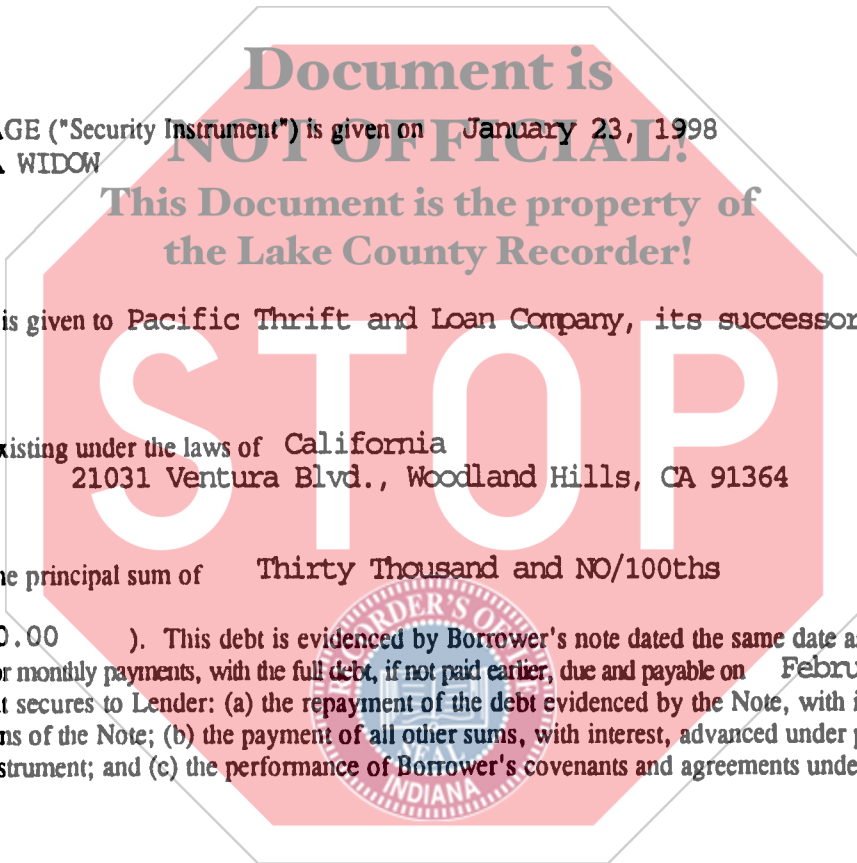 Document is
AGE ("Security Instrument") is given on January 23, 1998
NOT OFFICIAL!
A WIDOW
This Document is the property of
the Lake County Recorder!
is given to Pacific Thrift and Loan Company, its successor
STOP
xisting under the laws of California
21031 Ventura Blvd., Woodland Hills, CA 91364
he principal sum of Thirty Thousand and NO/100ths
0.00 ). This debt is evidenced by Borrower's note dated the same date a
or monthly payments, with the full debt, if not paid earlier, due and payable on Febru
t secures to Lender: (a) the repayment of the debt evidenced by the Note, with i
ns of the Note; (b) the payment of all other sums, with interest, advanced under p
strument; and (c) the performance of Borrower's covenants and agreements unde
RECORDER'S OFFICE
SEAL
INDIANA